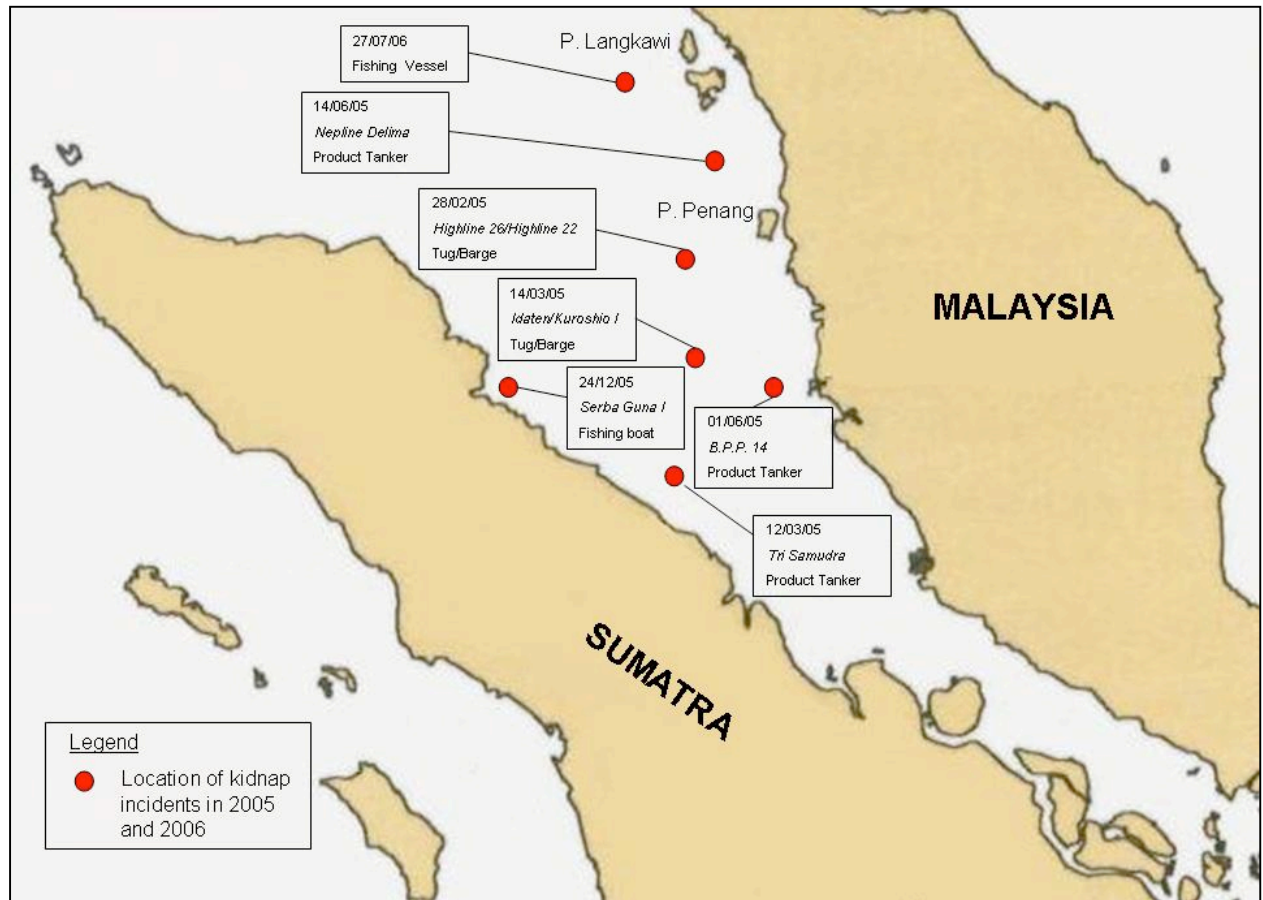 27/07/06
Fishing Vessel
P. Langkawi
14/06/05
Nepline Delima
Product Tanker
28/02/05
Highline 26/Highline 22
Tug/Barge
P. Penang
14/03/05
Idaten/Kuroshio I
Tug/Barge
MALAYSIA
24/12/05
Serba Guna I
Fishing boat
01/06/05
B.P.P. 14
Product Tanker
12/03/05
Tri Samudra
Product Tanker
SUMATRA
Legend
Location of kidnap
incidents in 2005
and 2006